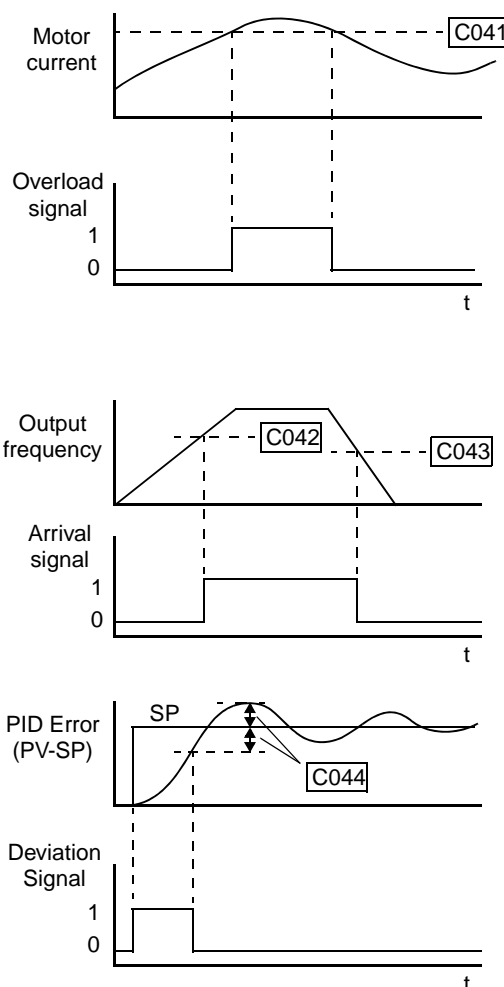 Motor
current
C041
Overload
signal
1
0
t
Output
frequency
C042
C043
Arrival
signal
1
0
t
PID Error
(PV-SP)
SP
C044
Deviation
Signal
1
0
t